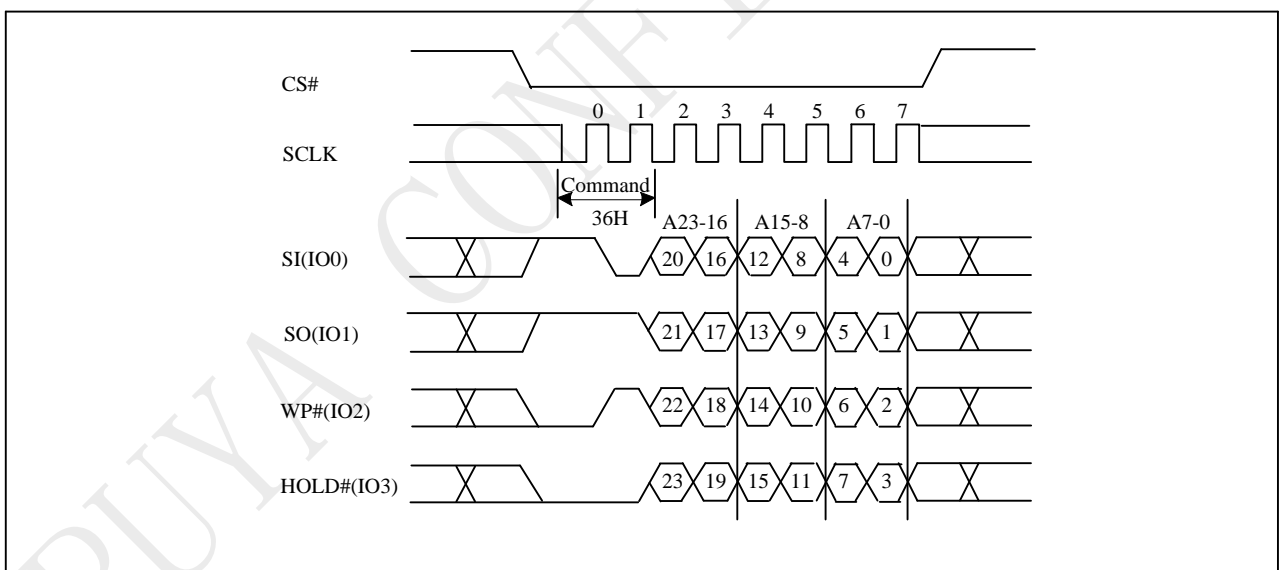 CS#
0 1 2 3 4 5 6 7
SCLK
Command
36H
A23-16 A15-8 A7-0
SI(IO0) 20 16 12 8 4 0
SO(IO1) 21 17 13 9 5 1
WP#(IO2) 22 18 14 10 6 2
HOLD#(IO3) 23 19 15 11 7 3
PUYA CONF